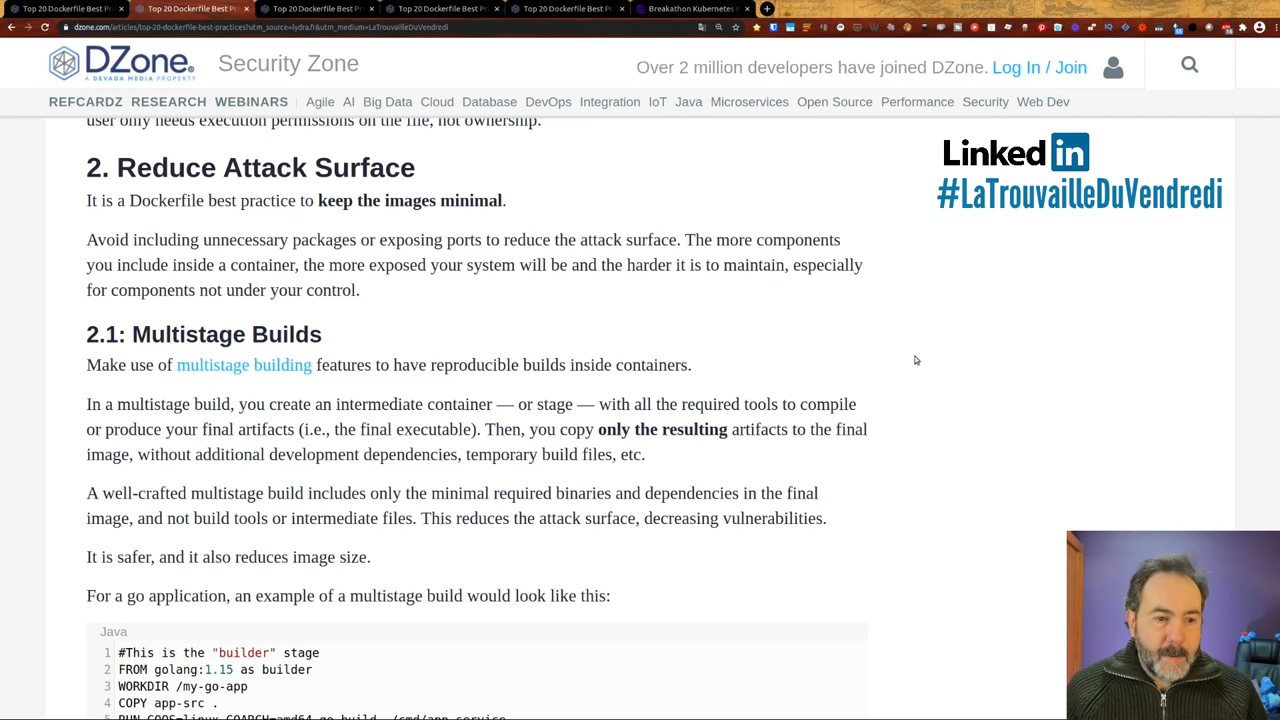 Top 20 Dockerfile Best Pr
Top 20 Dockerfile Best Pr
Top 20 Dockerfile Best Pr
Top 20 Dockerfile Best Pr
Top 20 Dockerfile Best Pr
Breakathon Kubernetes
dzone.com/articles/top-20-dockerfile-best-practices?utm_source=lydra.fr&utm_medium=LaTrouvailleDuVendredi
DZone
A DEVADA MEDIA PROPERTY
Security Zone
Over 2 million developers have joined DZone. Log In / Join
REFCARDZ RESEARCH WEBINARS Agile AI Big Data Cloud Database DevOps Integration IoT Java Microservices Open Source Performance Security Web Dev
user only needs execution permissions on the file, not ownership.
Linked in
#LaTrouvailleDuVendredi
2. Reduce Attack Surface
It is a Dockerfile best practice to keep the images minimal.
Avoid including unnecessary packages or exposing ports to reduce the attack surface. The more components
you include inside a container, the more exposed your system will be and the harder it is to maintain, especially
for components not under your control.
2.1: Multistage Builds
Make use of multistage building features to have reproducible builds inside containers.
In a multistage build, you create an intermediate container — or stage — with all the required tools to compile
or produce your final artifacts (i.e., the final executable). Then, you copy only the resulting artifacts to the final
image, without additional development dependencies, temporary build files, etc.
A well-crafted multistage build includes only the minimal required binaries and dependencies in the final
image, and not build tools or intermediate files. This reduces the attack surface, decreasing vulnerabilities.
It is safer, and it also reduces image size.
For a go application, an example of a multistage build would look like this:
Java
1 #This is the "builder" stage
2 FROM golang:1.15 as builder
3 WORKDIR /my-go-app
4 COPY app-src .
5 RUN GOOS=linux GOARCH=amd64 go build ./cmd/app-service